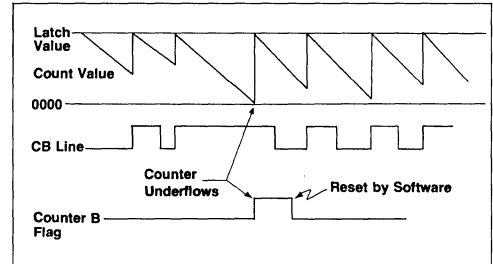 Latch
Value
Count Value
0000
CB Line
Counter
Underflows
Reset by Software
Counter B
Flag